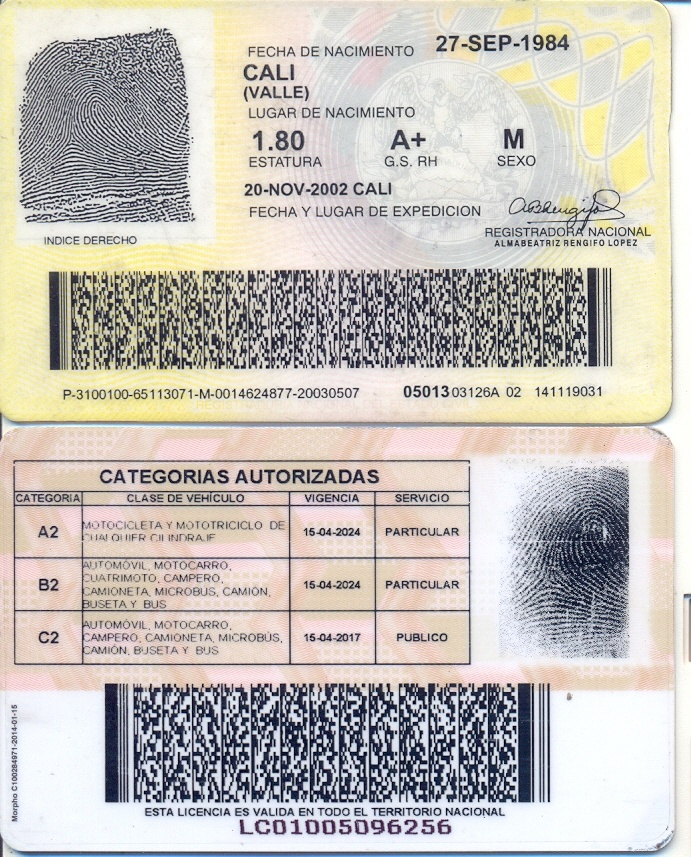 FECHA DE NACIMIENTO 27-SEP-1984
CALI
(VALLE)
LUGAR DE NACIMIENTO
1.80 A+ M
ESTATURA G.S. RH SEXO
20-NOV-2002 CALI
FECHA Y LUGAR DE EXPEDICION
REGISTRADORA NACIONAL
ALMABEATRIZ RENGIFO LOPEZ
INDICE DERECHO
P-3100100-65113071-M-0014624877-20030507 0501303126A 02 141119031
CATEGORIAS AUTORIZADAS
CATEGORIA CLASE DE VEHÍCULO VIGENCIA SERVICIO
A2 MOTOCICLETA Y MOTOTRICICLO DE CUALQUIER CILINDRAJE 15-04-2024 PARTICULAR
B2 AUTOMÓVIL, MOTOCARRO, CUATRIMOTO, CAMPERO, CAMIONETA, MICROBUS, CAMIÓN, BUSETA Y BUS 15-04-2024 PARTICULAR
C2 AUTOMÓVIL, MOTOCARRO, CAMPERO, CAMIONETA, MICROBÚS, CAMIÓN, BUSETA Y BUS 15-04-2017 PUBLICO
Morpho C100284971-2014-01-15
ESTA LICENCIA ES VALIDA EN TODO EL TERRITORIO NACIONAL
LC01005096256